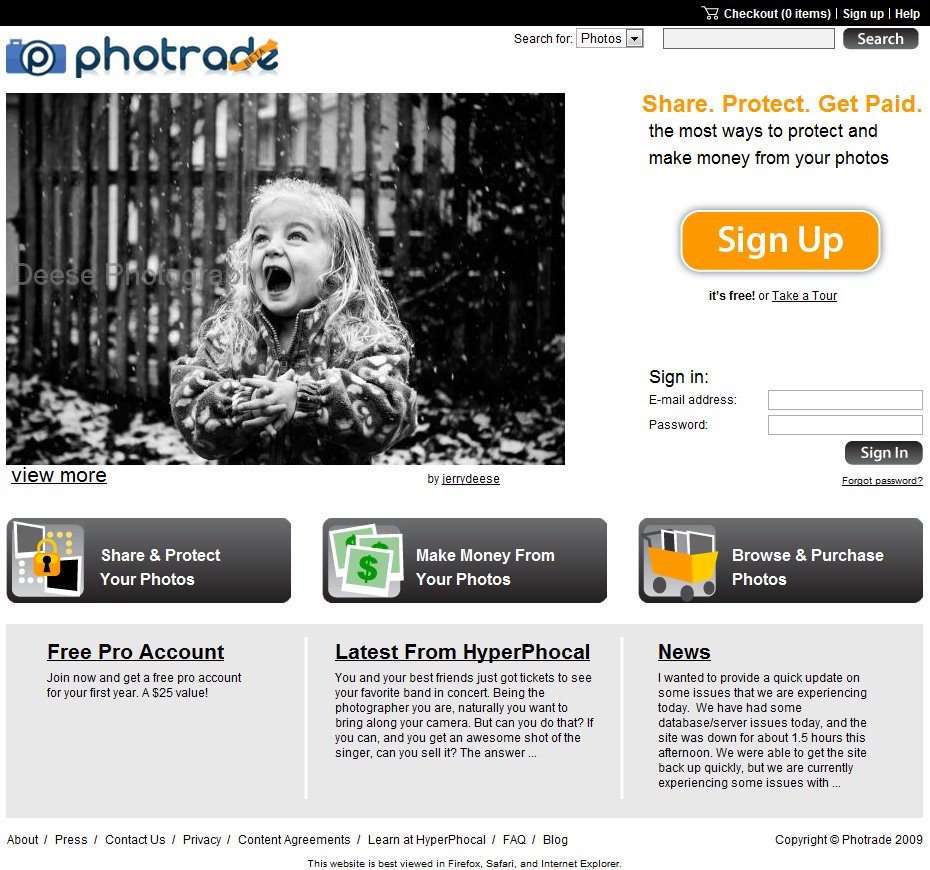 Checkout (0 items) | Sign up | Help
photrade BETA
Search for: Photos Search
Share. Protect. Get Paid.
the most ways to protect and
make money from your photos
Deese Photography
Sign Up
it's free! or Take a Tour
Sign in:
E-mail address:
Password:
Sign In
Forgot password?
view more
by jerrydeese
Share & Protect
Your Photos
Make Money From
Your Photos
Browse & Purchase
Photos
Free Pro Account
Join now and get a free pro account
for your first year. A $25 value!
Latest From HyperPhocal
You and your best friends just got tickets to see
your favorite band in concert. Being the
photographer you are, naturally you want to
bring along your camera. But can you do that? If
you can, and you get an awesome shot of the
singer, can you sell it? The answer ...
News
I wanted to provide a quick update on
some issues that we are experiencing
today.  We have had some
database/server issues today, and the
site was down for about 1.5 hours this
afternoon. We were able to get the site
back up quickly, but we are currently
experiencing some issues with ...
About / Press / Contact Us / Privacy / Content Agreements / Learn at HyperPhocal / FAQ / Blog
Copyright © Photrade 2009
This website is best viewed in Firefox, Safari, and Internet Explorer.